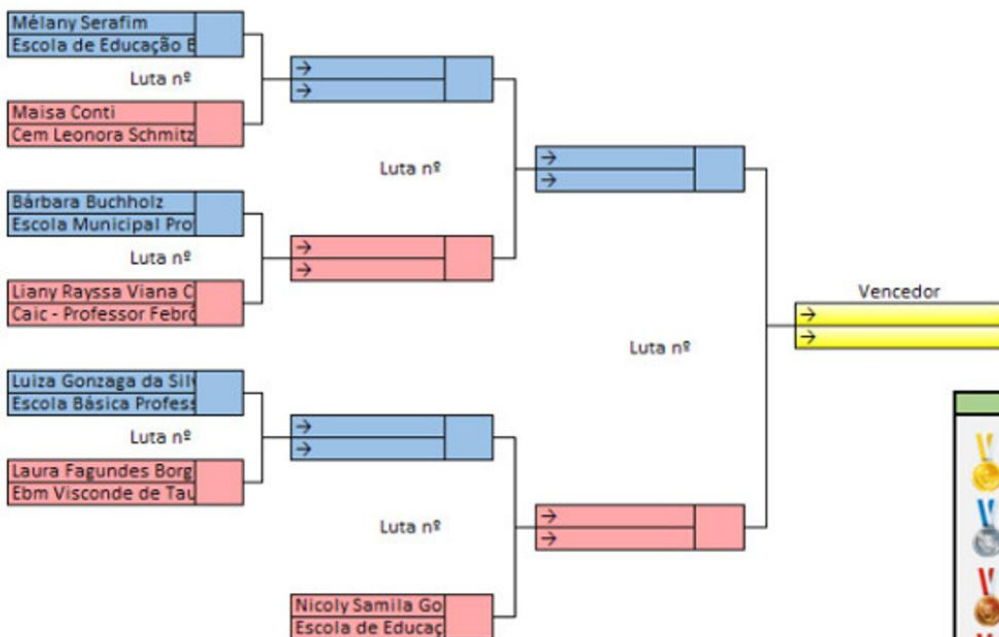 Mélany Serafim
Escola de Educação
Luta nº
Maisa Conti
Cem Leonora Schmitz
→
→
Luta nº
Bárbara Buchholz
Escola Municipal Pro
Luta nº
Liany Rayssa Viana C
Caic - Professor Febr
→
→
→
→
Vencedor
→
→
Luta nº
Luiza Gonzaga da Sil
Escola Básica Profess
Luta nº
Laura Fagundes Borg
Ebm Visconde de Tau
→
→
Luta nº
→
→
Nicoly Samila Go
Escola de Educaç